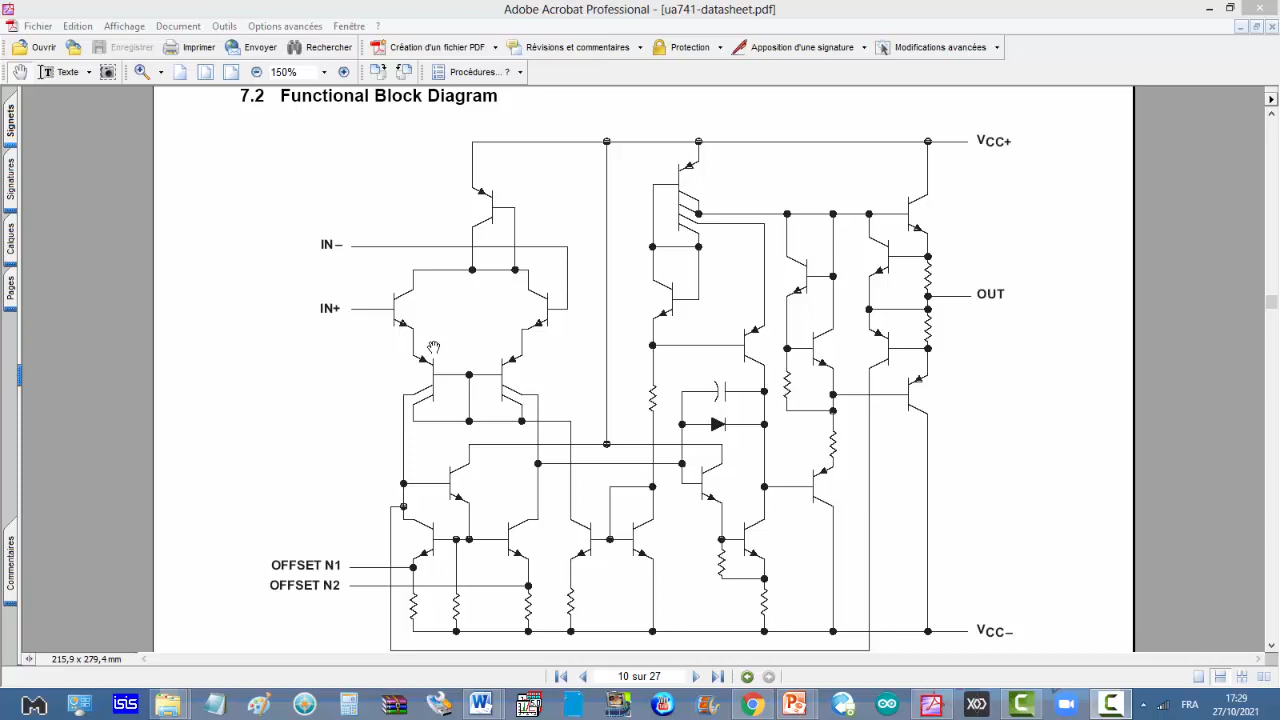 Adobe Acrobat Professional - [ua741-datasheet.pdf]
Fichier Edition Affichage Document Outils Options avancées Fenêtre ?
Ouvrir Enregistrer Imprimer Envoyer Rechercher Création d'un fichier PDF Révisions et commentaires Protection Apposition d'une signature Modifications avancées
Texte 150% Procédures... ?
Signets
Signatures
Calques
Pages
Commentaires
7.2 Functional Block Diagram
VCC+
IN−
IN+
OUT
OFFSET N1
OFFSET N2
VCC−
215,9 x 279,4 mm
10 sur 27
isis
FRA
17:29
27/10/2021